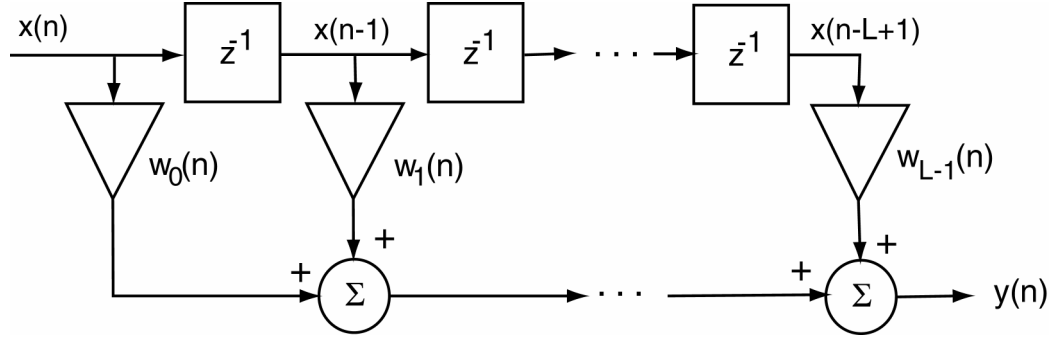 x(n) x(n-1) x(n-L+1)
z⁻¹ z⁻¹ . . . z⁻¹
w₀(n) w₁(n) w_{L-1}(n)
+ +
+ Σ . . . + Σ y(n)